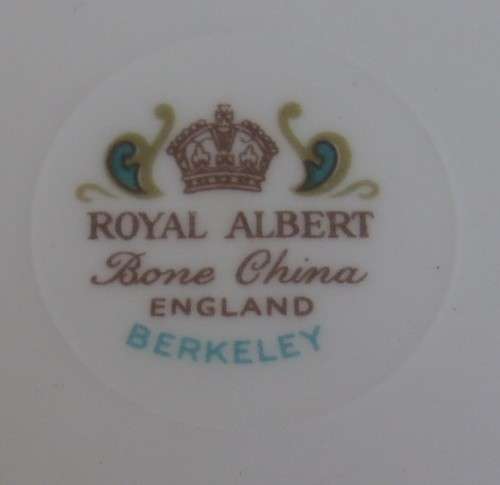 ROYAL ALBERT
Bone China
ENGLAND
BERKELEY